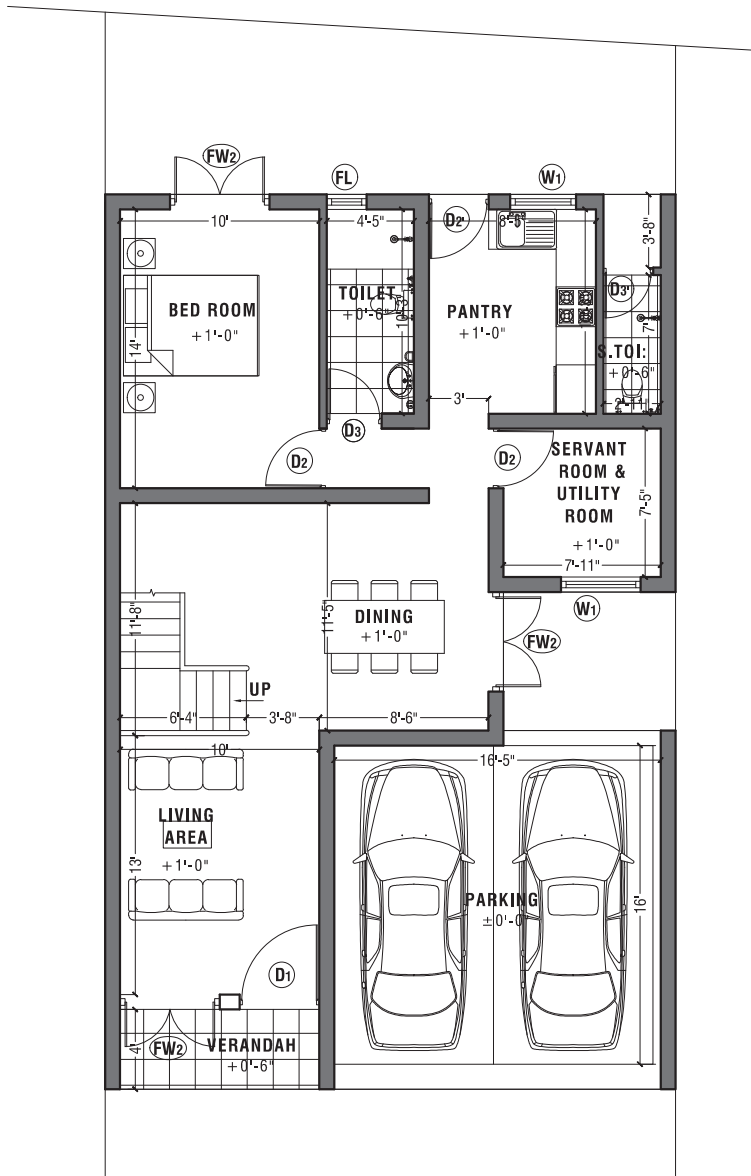 FW2
FL
W1
10'
4'-5"
D2
3'-8"
BED ROOM
+1'-0"
14'
TOILET
+0'-6"
PANTRY
+1'-0"
D3
7'
S.TOI:
+0'-6"
3'
D3
D2
D2
SERVANT
ROOM &
UTILITY
ROOM
+1'-0"
7'-5"
7'-11"
W1
11'-8"
11'-5"
DINING
+1'-0"
FW2
UP
6'-4"
3'-8"
8'-6"
10'
16'-5"
LIVING
AREA
+1'-0"
13'
PARKING
±0'-0"
16'
D1
FW2
VERANDAH
+0'-6"
4'